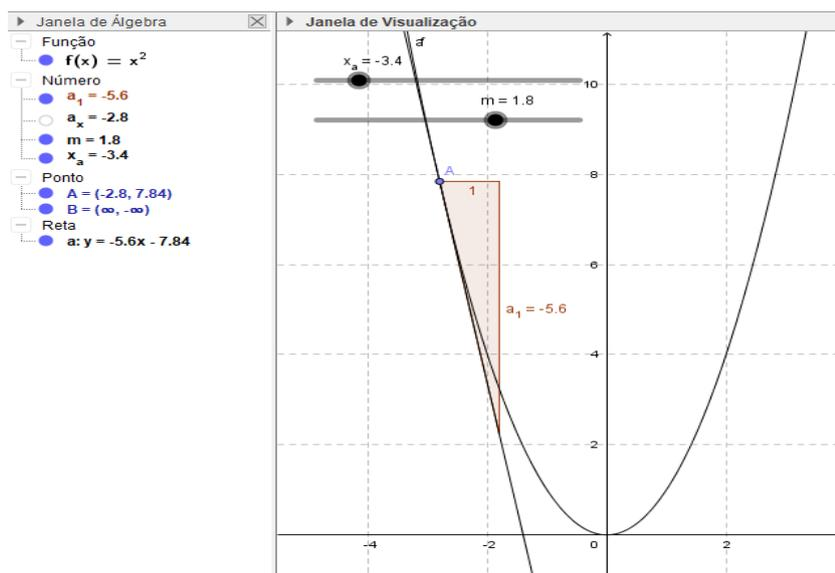 Janela de Álgebra
Função
f(x) = x²
Número
a₁ = -5.6
aₓ = -2.8
m = 1.8
xₐ = -3.4
Ponto
A = (-2.8, 7.84)
B = (∞, -∞)
Reta
a: y = -5.6x - 7.84
Janela de Visualização
a f
xₐ = -3.4
10
m = 1.8
8
A
1
6
a₁ = -5.6
4
2
-4 -2 0 2